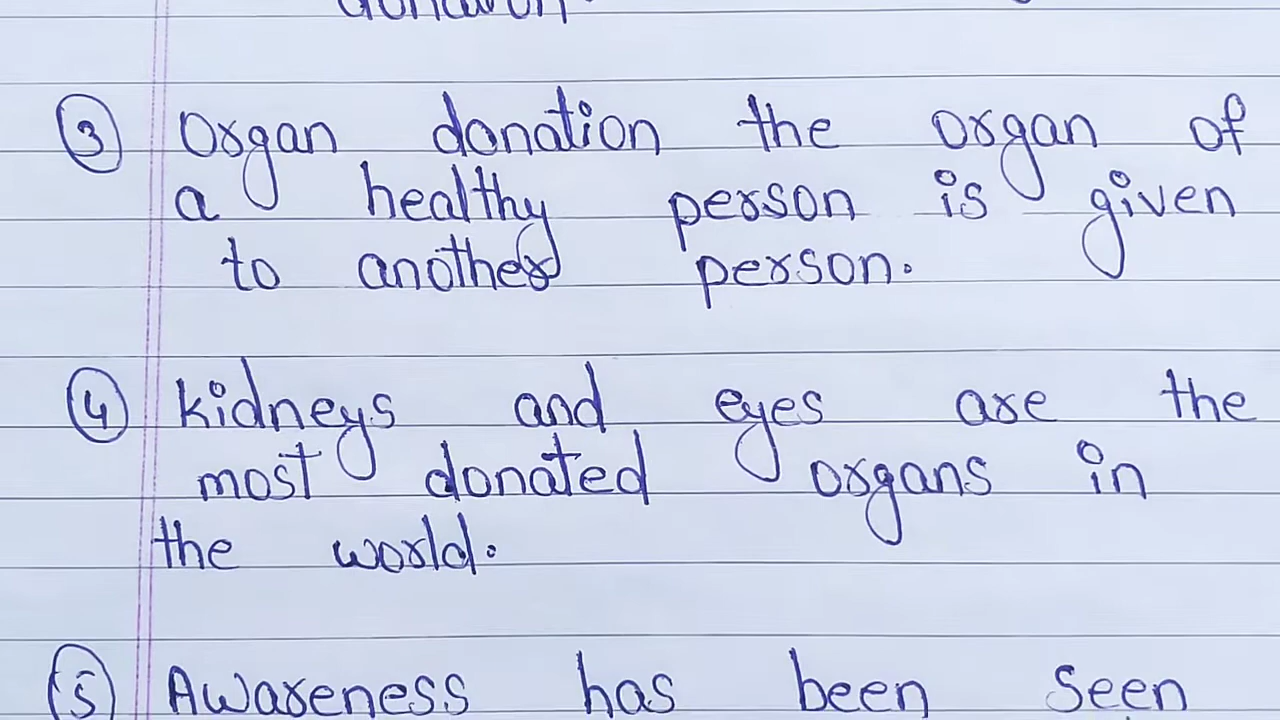 donation.
③ Organ donation the organ of
a healthy person is given
to another person.
④ Kidneys and eyes are the
most donated organs in
the world.
⑤ Awareness has been seen